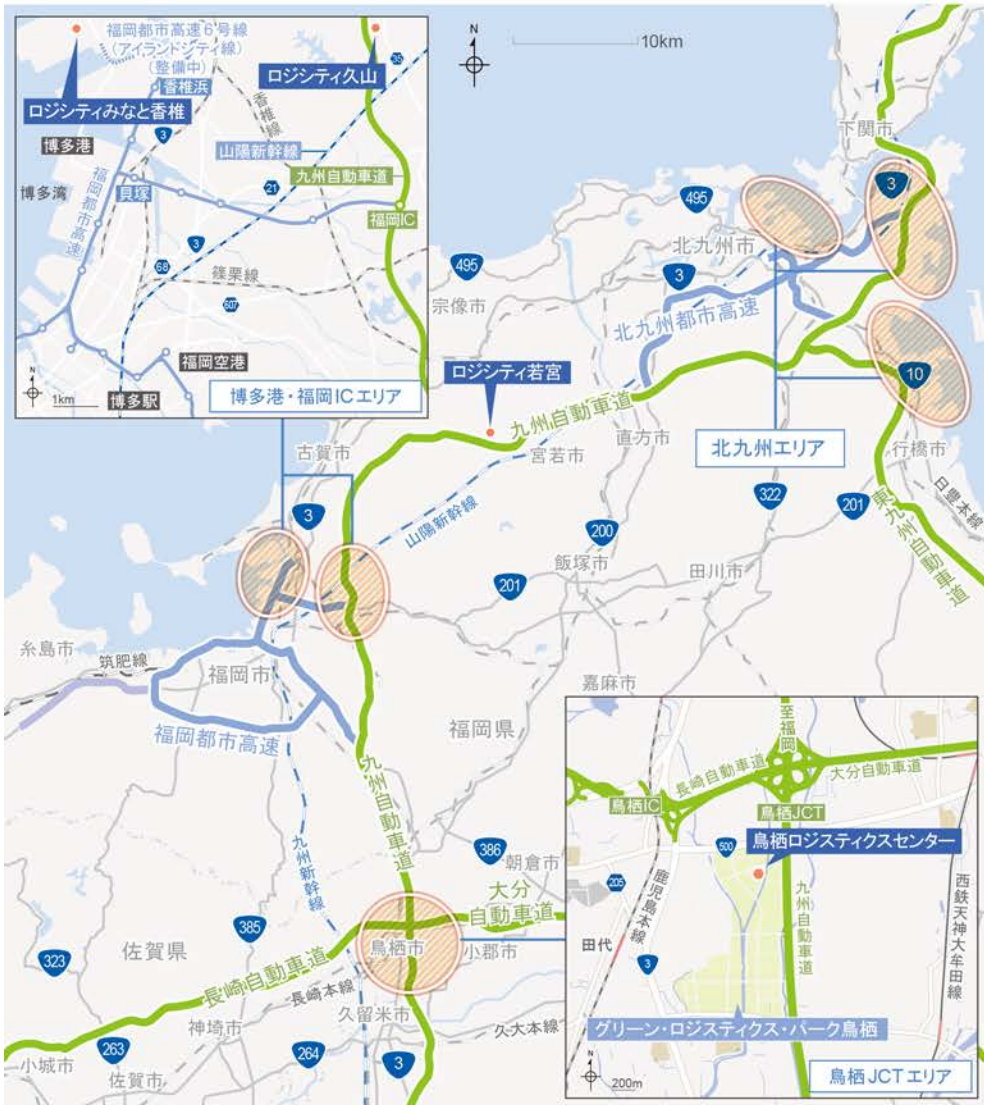 福岡都市高速6号線
(アイランドシティ線)
(整備中)
香椎浜
ロジシティみなと香椎
ロジシティ久山
35
香椎線
3
博多港
山陽新幹線
九州自動車道
博多湾
福岡都市高速
貝塚
21
福岡IC
3
68
篠栗線
607
福岡空港
N
1km
博多駅
博多港・福岡ICエリア
N
10km
下関市
3
495
北九州市
495
3
宗像市
北九州都市高速
ロジシティ若宮
10
九州自動車道
直方市
北九州エリア
古賀市
宮若市
行橋市
322
日豊本線
3
山陽新幹線
200
201
東九州自動車道
飯塚市
田川市
201
糸島市
筑肥線
福岡市
嘉麻市
福岡都市高速
福岡県
九州自動車道
九州新幹線
386
朝倉市
大分
自動車道
385
佐賀県
鳥栖市
小郡市
323
長崎自動車道
長崎本線
久留米市
神埼市
久大本線
263
264
3
小城市
佐賀市
至福岡
長崎自動車道
大分自動車道
鳥栖IC
鳥栖JCT
500
鳥栖ロジスティクスセンター
205
鹿児島本線
九州自動車道
西鉄天神大牟田線
田代
3
グリーン・ロジスティクス・パーク鳥栖
N
200m
鳥栖JCTエリア